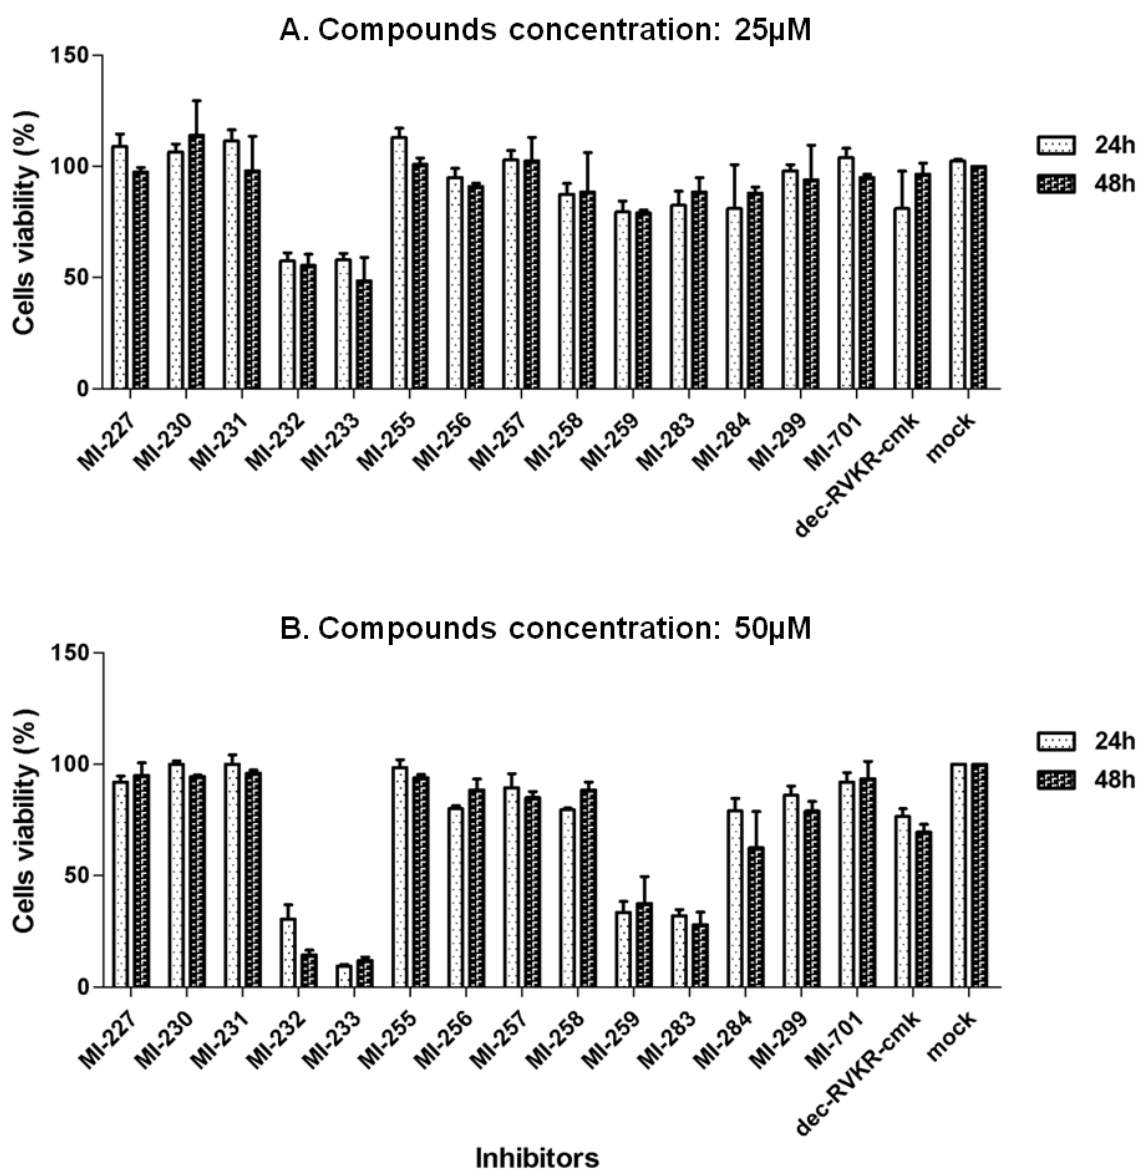 A. Compounds concentration: 25µM
Cells viability (%)
150
100
50
0
24h
48h
MI-227
MI-230
MI-231
MI-232
MI-233
MI-255
MI-256
MI-257
MI-258
MI-259
MI-283
MI-284
MI-299
MI-701
dec-RVKR-cmk
mock
B. Compounds concentration: 50µM
Cells viability (%)
150
100
50
0
24h
48h
MI-227
MI-230
MI-231
MI-232
MI-233
MI-255
MI-256
MI-257
MI-258
MI-259
MI-283
MI-284
MI-299
MI-701
dec-RVKR-cmk
mock
Inhibitors